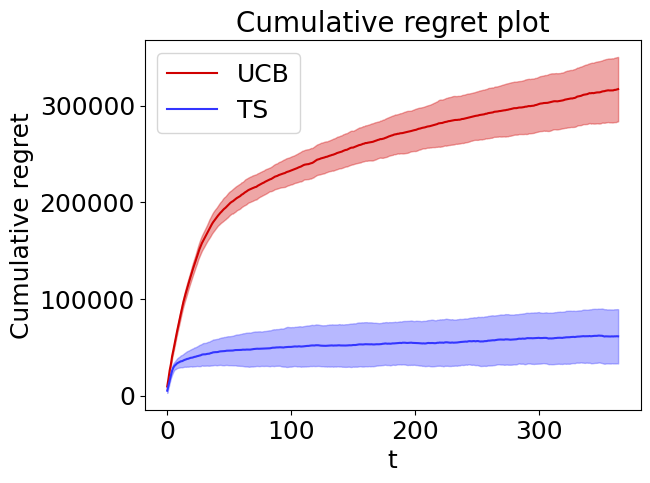 Cumulative regret plot
UCB
TS
Cumulative regret
300000
200000
100000
0
0 100 200 300
t